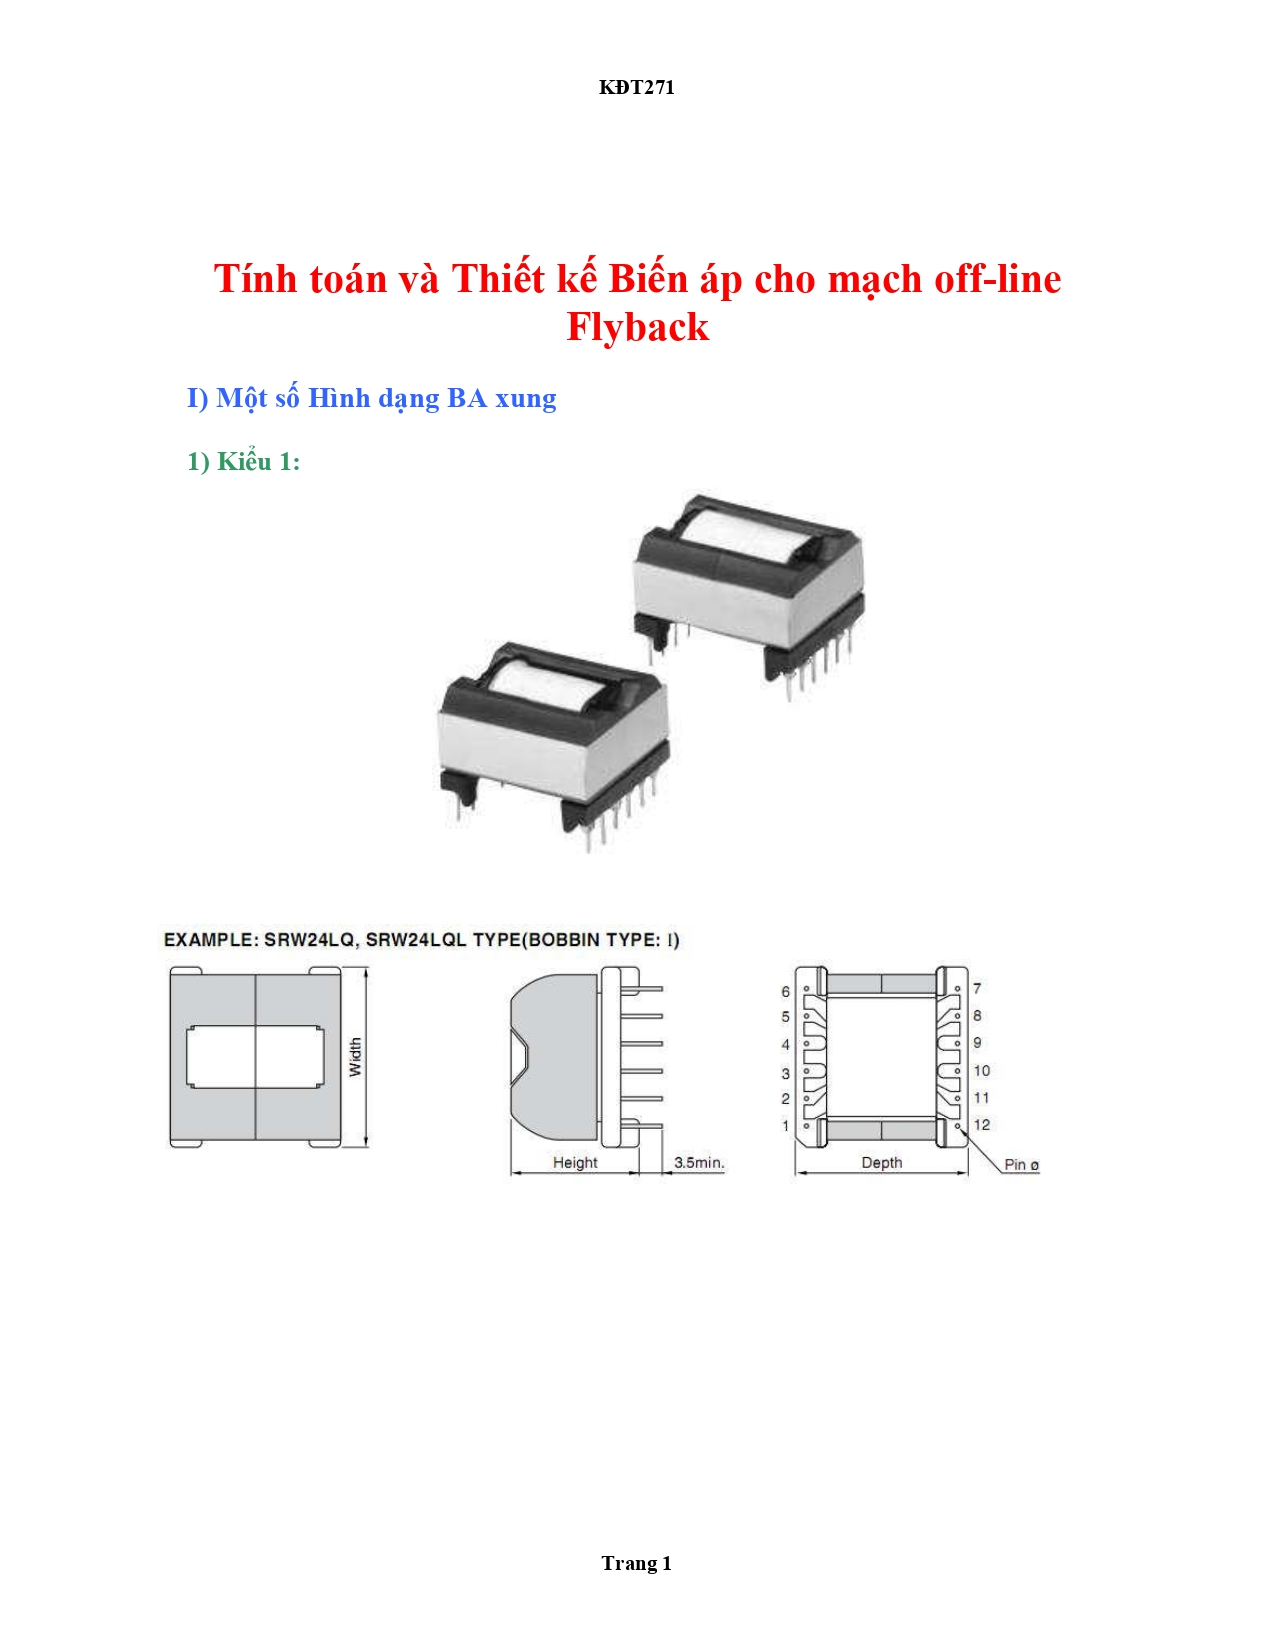 KĐT271
Tính toán và Thiết kế Biến áp cho mạch off-line
Flyback
I) Một số Hình dạng BA xung
1) Kiểu 1:
EXAMPLE: SRW24LQ, SRW24LQL TYPE(BOBBIN TYPE: I)
Width
Height
3.5min.
6
5
4
3
2
1
7
8
9
10
11
12
Depth
Pin ø
Trang 1